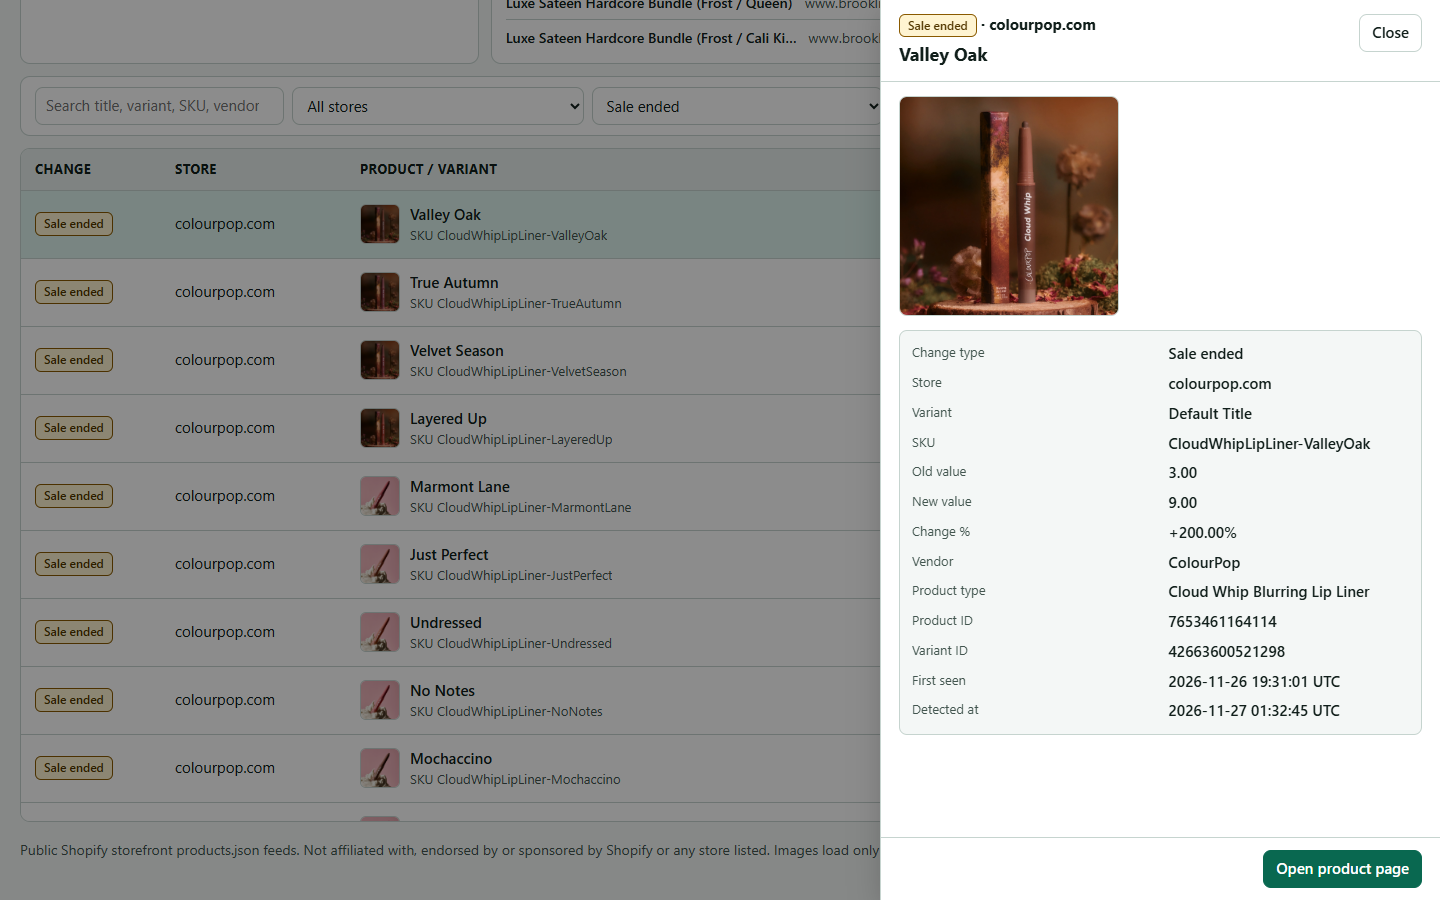 Luxe Sateen Hardcore Bundle (Frost / Queen) www.brookli
Luxe Sateen Hardcore Bundle (Frost / Cali Ki... www.brookl
Search title, variant, SKU, vendor
All stores
Sale ended
CHANGE STORE PRODUCT / VARIANT
Sale ended colourpop.com Valley Oak
SKU CloudWhipLipLiner-ValleyOak
Sale ended colourpop.com True Autumn
SKU CloudWhipLipLiner-TrueAutumn
Sale ended colourpop.com Velvet Season
SKU CloudWhipLipLiner-VelvetSeason
Sale ended colourpop.com Layered Up
SKU CloudWhipLipLiner-LayeredUp
Sale ended colourpop.com Marmont Lane
SKU CloudWhipLipLiner-MarmontLane
Sale ended colourpop.com Just Perfect
SKU CloudWhipLipLiner-JustPerfect
Sale ended colourpop.com Undressed
SKU CloudWhipLipLiner-Undressed
Sale ended colourpop.com No Notes
SKU CloudWhipLipLiner-NoNotes
Sale ended colourpop.com Mochaccino
SKU CloudWhipLipLiner-Mochaccino
Public Shopify storefront products.json feeds. Not affiliated with, endorsed by or sponsored by Shopify or any store listed. Images load only
Sale ended · colourpop.com
Valley Oak
Close
COLOURPOP Cloud Whip
Change type Sale ended
Store colourpop.com
Variant Default Title
SKU CloudWhipLipLiner-ValleyOak
Old value 3.00
New value 9.00
Change % +200.00%
Vendor ColourPop
Product type Cloud Whip Blurring Lip Liner
Product ID 7653461164114
Variant ID 42663600521298
First seen 2026-11-26 19:31:01 UTC
Detected at 2026-11-27 01:32:45 UTC
Open product page